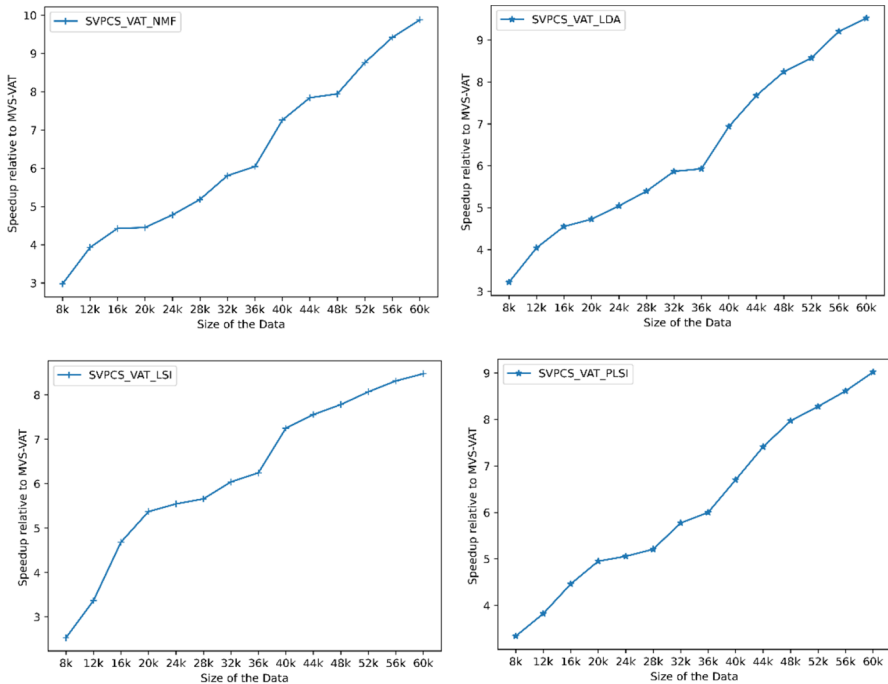 SVPCS_VAT_NMF
Speedup relative to MVS-VAT
10
9
8
7
6
5
4
3
8k 12k 16k 20k 24k 28k 32k 36k 40k 44k 48k 52k 56k 60k
Size of the Data
SVPCS_VAT_LDA
Speedup relative to MVS-VAT
9
8
7
6
5
4
3
8k 12k 16k 20k 24k 28k 32k 36k 40k 44k 48k 52k 56k 60k
Size of the Data
SVPCS_VAT_LSI
Speedup relative to MVS-VAT
8
7
6
5
4
3
8k 12k 16k 20k 24k 28k 32k 36k 40k 44k 48k 52k 56k 60k
Size of the Data
SVPCS_VAT_PLSI
Speedup relative to MVS-VAT
9
8
7
6
5
4
8k 12k 16k 20k 24k 28k 32k 36k 40k 44k 48k 52k 56k 60k
Size of the Data